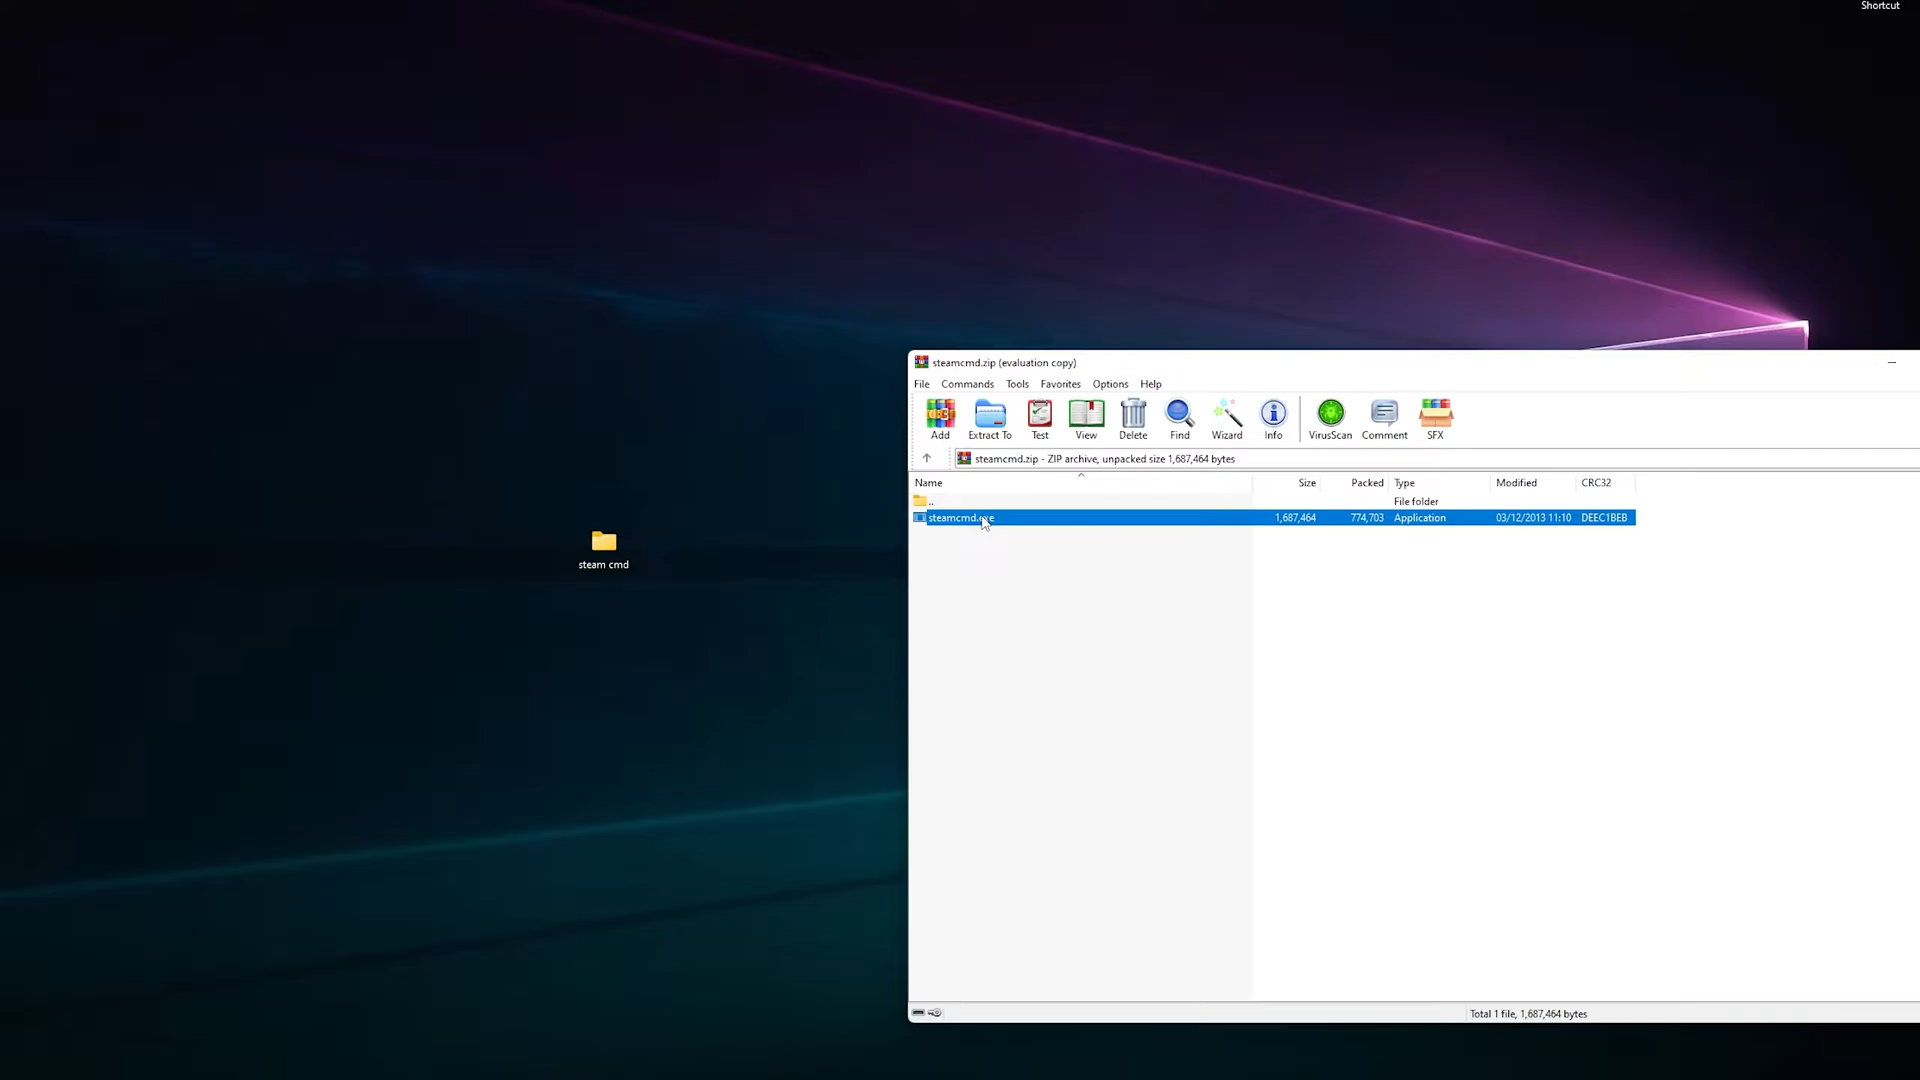 Shortcut
steam cmd
steamcmd.zip (evaluation copy)
File Commands Tools Favorites Options Help
Add Extract To Test View Delete Find Wizard Info VirusScan Comment SFX
steamcmd.zip - ZIP archive, unpacked size 1,687,464 bytes
Name Size Packed Type Modified CRC32
.. File folder
steamcmd.exe 1,687,464 774,703 Application 03/12/2013 11:10 DEEC1BEB
Total 1 file, 1,687,464 bytes